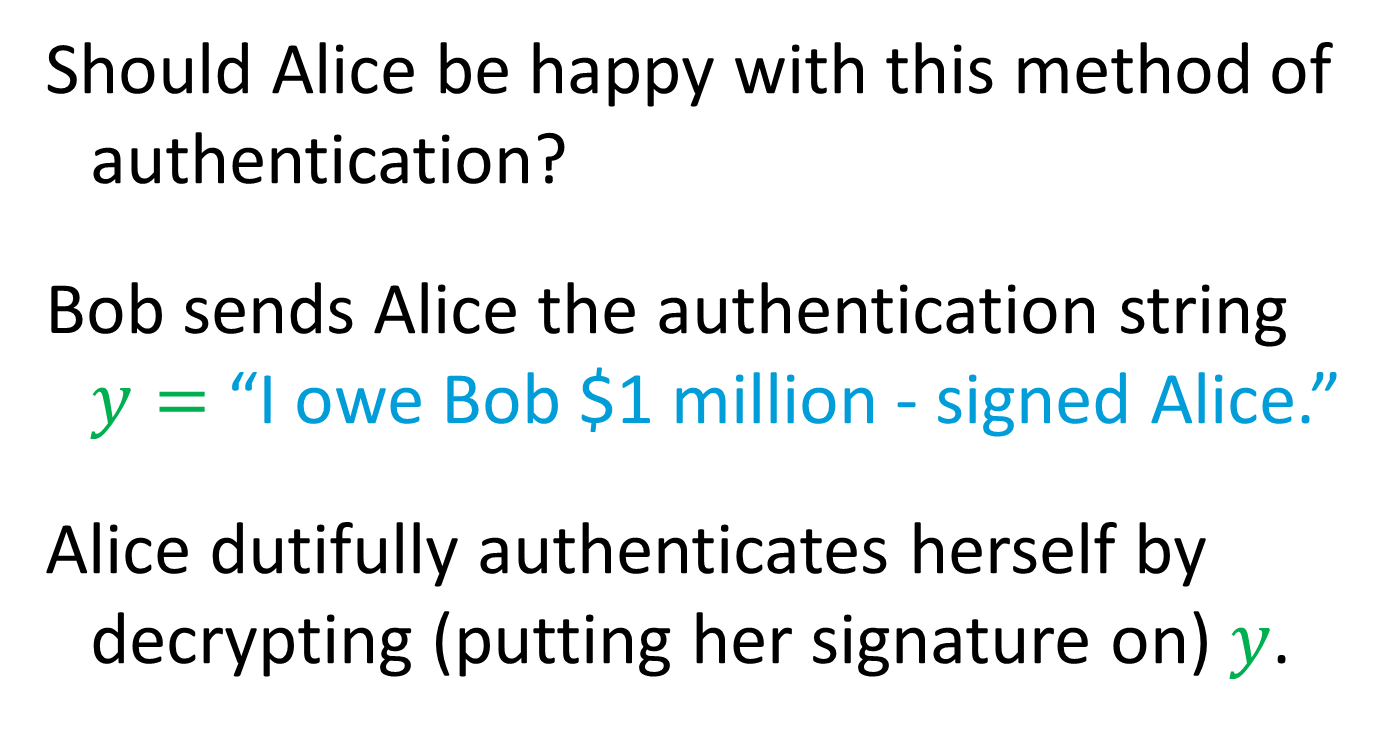 Should Alice be happy with this method of
authentication?
Bob sends Alice the authentication string
y = “I owe Bob $1 million - signed Alice.”
Alice dutifully authenticates herself by
decrypting (putting her signature on) y.